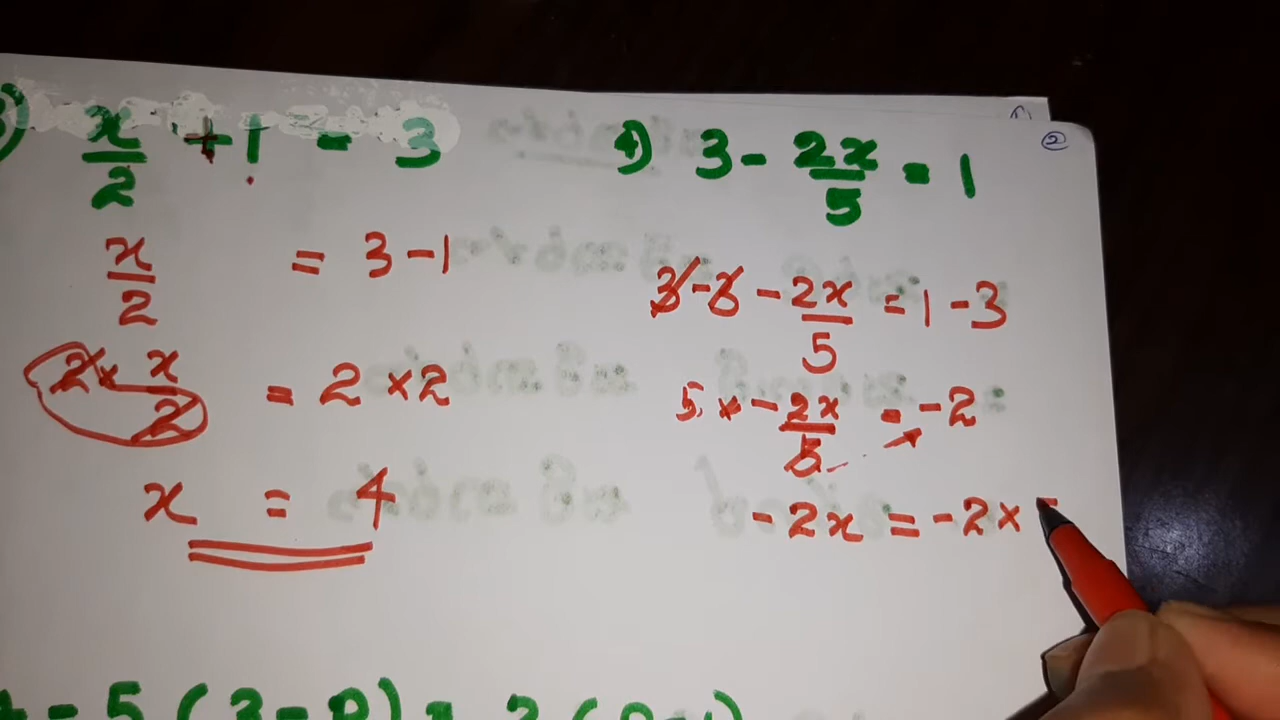 x/2 + 1 = 3
x/2 = 3 - 1
2 × x/2 = 2 × 2
x = 4
②
4) 3 - 2x/5 = 1
3 - 3 - 2x/5 = 1 - 3
5 × - 2x/5 = -2
- 2x = -2 ×